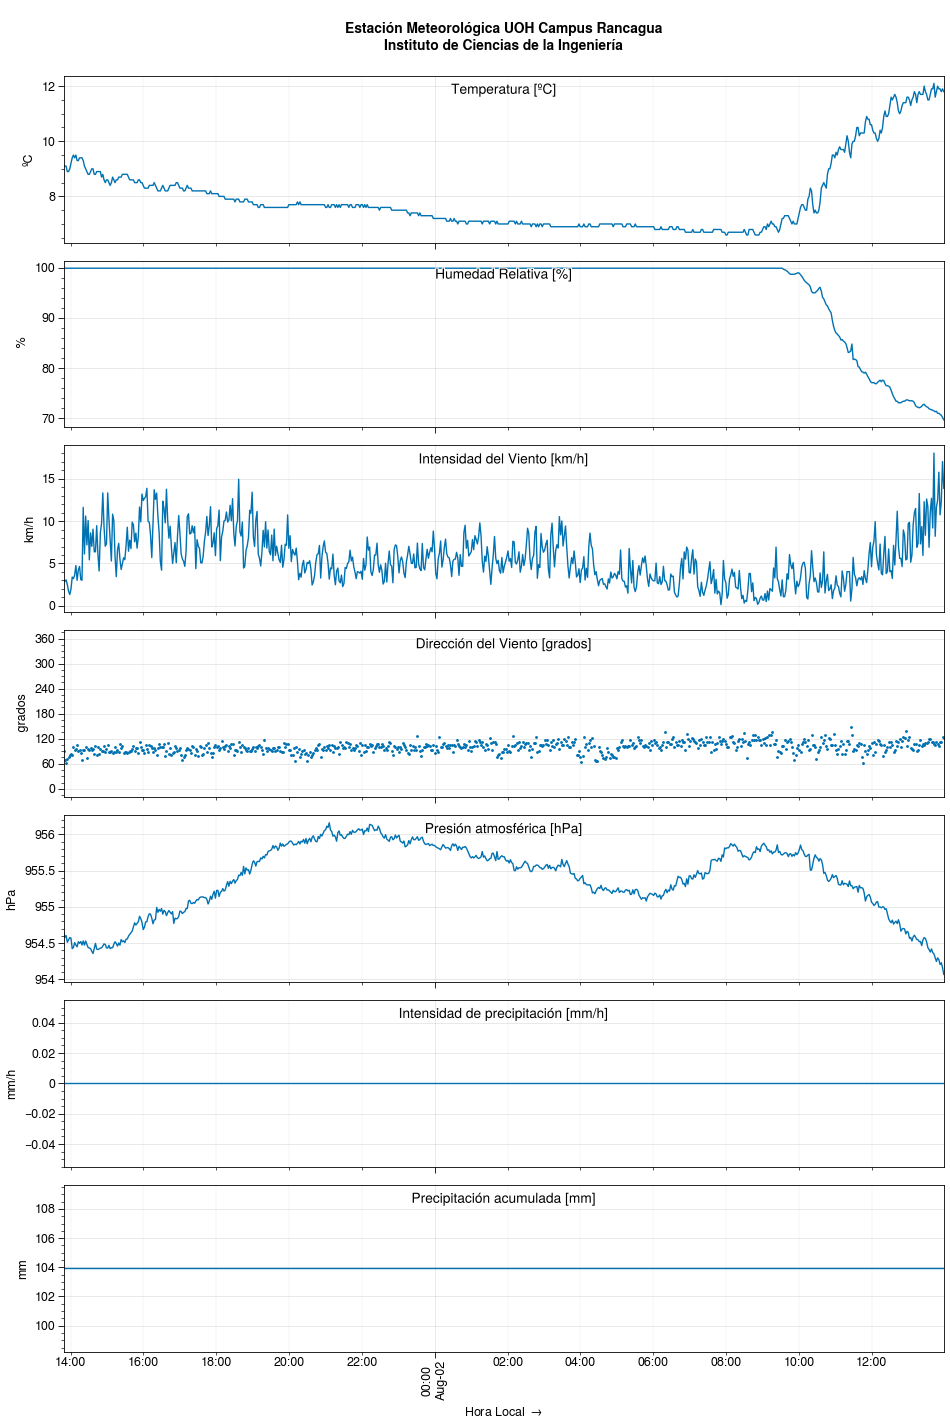 Estación Meteorológica UOH Campus Rancagua
Instituto de Ciencias de la Ingeniería
Temperatura [ºC]
ºC
12
10
8
Humedad Relativa [%]
%
100
90
80
70
Intensidad del Viento [km/h]
km/h
15
10
5
0
Dirección del Viento [grados]
grados
360
300
240
180
120
60
0
Presión atmosférica [hPa]
hPa
956
955.5
955
954.5
954
Intensidad de precipitación [mm/h]
mm/h
0.04
0.02
0
−0.02
−0.04
Precipitación acumulada [mm]
mm
108
106
104
102
100
14:00 16:00 18:00 20:00 22:00 00:00 02:00 04:00 06:00 08:00 10:00 12:00
Aug-02
Hora Local →